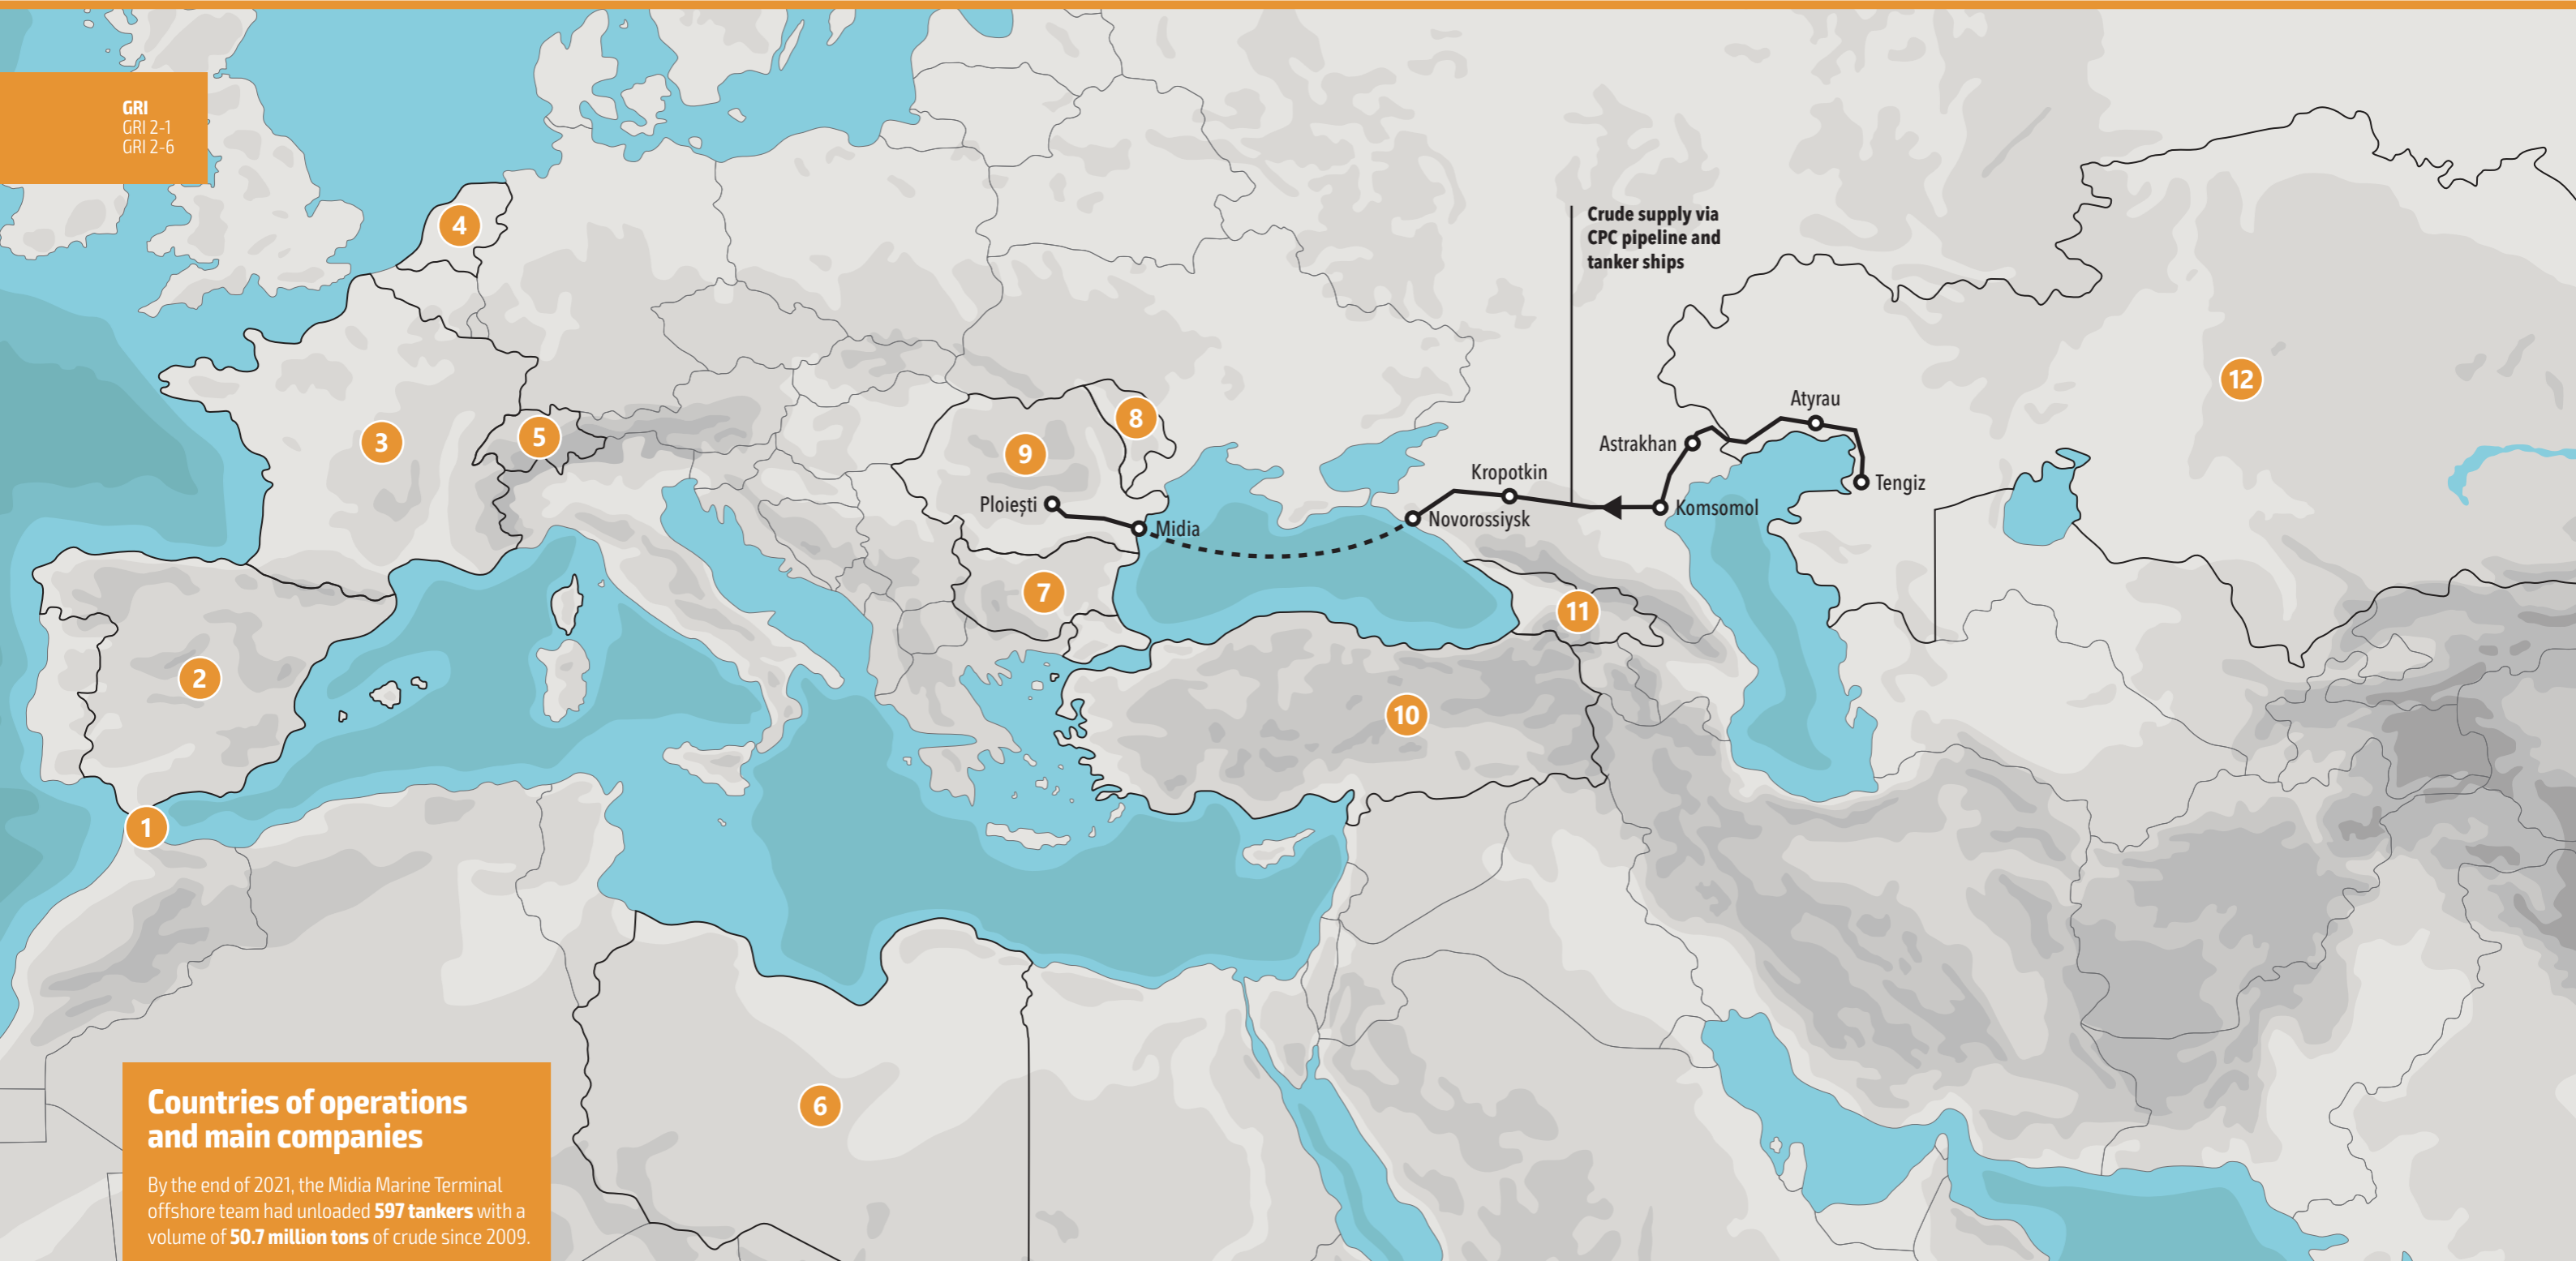 GRI
GRI 2-1
GRI 2-6
4
Crude supply via
CPC pipeline and
tanker ships
12
Atyrau
8
3
5
9
Astrakhan
Kropotkin
Tengiz
Ploiești
Komsomol
Novorossiysk
Midia
7
11
2
10
1
6
Countries of operations
and main companies
By the end of 2021, the Midia Marine Terminal
offshore team had unloaded 597 tankers with a
volume of 50.7 million tons of crude since 2009.